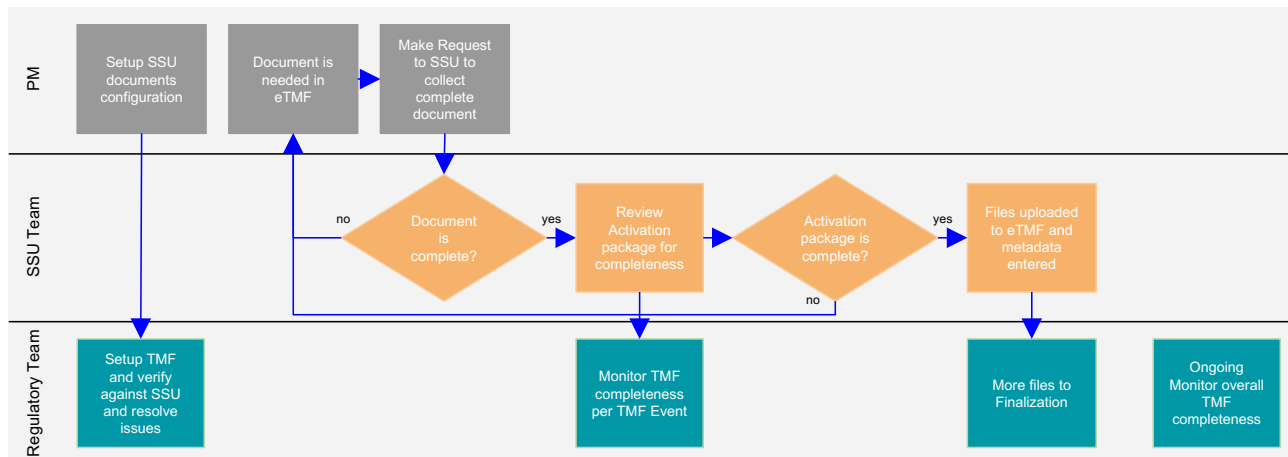 PM
Setup SSU
documents
configuration
Document is
needed in
eTMF
Make Request
to SSU to
collect
complete
document
SSU Team
no
Document
is
complete?
yes
Review
Activation
package for
completeness
Activation
package is
complete?
yes
no
Files uploaded
to eTMF and
metadata
entered
Regulatory Team
Setup TMF
and verify
against SSU
and resolve
issues
Monitor TMF
completeness
per TMF Event
More files to
Finalization
Ongoing
Monitor overall
TMF
completeness